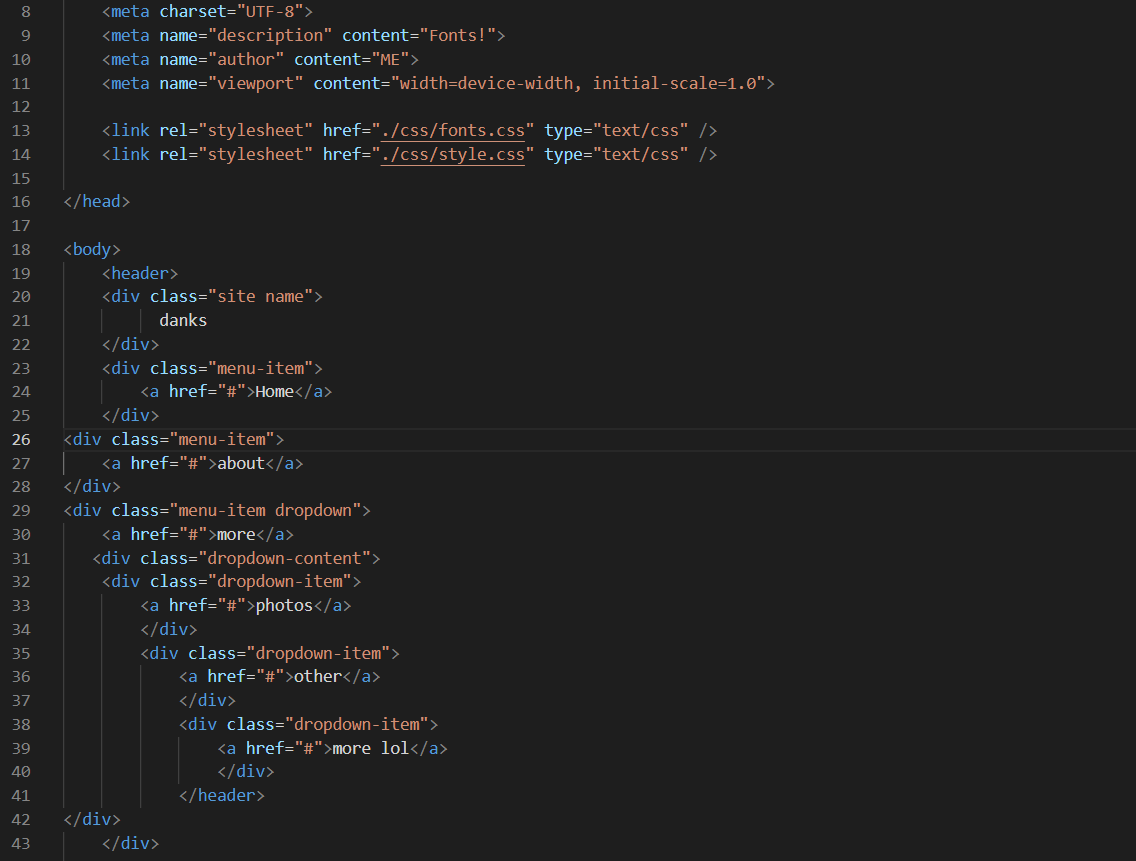 8 <meta charset="UTF-8">
9 <meta name="description" content="Fonts!">
10 <meta name="author" content="ME">
11 <meta name="viewport" content="width=device-width, initial-scale=1.0">
12
13 <link rel="stylesheet" href="./css/fonts.css" type="text/css" />
14 <link rel="stylesheet" href="./css/style.css" type="text/css" />
15
16 </head>
17
18 <body>
19 <header>
20 <div class="site name">
21 danks
22 </div>
23 <div class="menu-item">
24 <a href="#">Home</a>
25 </div>
26 <div class="menu-item">
27 <a href="#">about</a>
28 </div>
29 <div class="menu-item dropdown">
30 <a href="#">more</a>
31 <div class="dropdown-content">
32 <div class="dropdown-item">
33 <a href="#">photos</a>
34 </div>
35 <div class="dropdown-item">
36 <a href="#">other</a>
37 </div>
38 <div class="dropdown-item">
39 <a href="#">more lol</a>
40 </div>
41 </header>
42 </div>
43 </div>